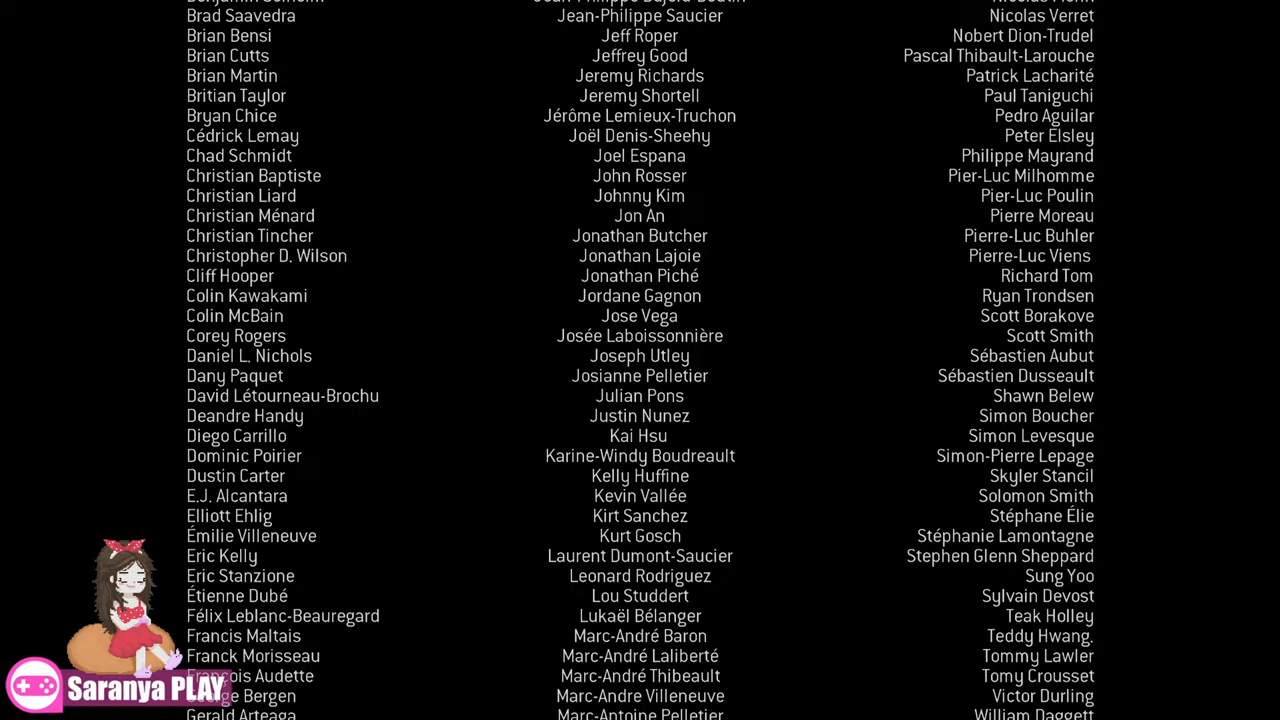 Brad Saavedra
Brian Bensi
Brian Cutts
Brian Martin
Britian Taylor
Bryan Chice
Cédrick Lemay
Chad Schmidt
Christian Baptiste
Christian Liard
Christian Ménard
Christian Tincher
Christopher D. Wilson
Cliff Hooper
Colin Kawakami
Colin McBain
Corey Rogers
Daniel L. Nichols
Dany Paquet
David Létourneau-Brochu
Deandre Handy
Diego Carrillo
Dominic Poirier
Dustin Carter
E.J. Alcantara
Elliott Ehlig
Émilie Villeneuve
Eric Kelly
Eric Stanzione
Étienne Dubé
Félix Leblanc-Beauregard
Francis Maltais
Franck Morisseau
François Audette
George Bergen
Gerald Arteaga
Jean-Philippe Saucier
Jeff Roper
Jeffrey Good
Jeremy Richards
Jeremy Shortell
Jérôme Lemieux-Truchon
Joël Denis-Sheehy
Joel Espana
John Rosser
Johnny Kim
Jon An
Jonathan Butcher
Jonathan Lajoie
Jonathan Piché
Jordane Gagnon
Jose Vega
Josée Laboissonnière
Joseph Utley
Josianne Pelletier
Julian Pons
Justin Nunez
Kai Hsu
Karine-Windy Boudreault
Kelly Huffine
Kevin Vallée
Kirt Sanchez
Kurt Gosch
Laurent Dumont-Saucier
Leonard Rodriguez
Lou Studdert
Lukaël Bélanger
Marc-André Baron
Marc-André Laliberté
Marc-André Thibeault
Marc-Andre Villeneuve
Marc-Antoine Pelletier
Nicolas Verret
Nobert Dion-Trudel
Pascal Thibault-Larouche
Patrick Lacharité
Paul Taniguchi
Pedro Aguilar
Peter Elsley
Philippe Mayrand
Pier-Luc Milhomme
Pier-Luc Poulin
Pierre Moreau
Pierre-Luc Buhler
Pierre-Luc Viens
Richard Tom
Ryan Trondsen
Scott Borakove
Scott Smith
Sébastien Aubut
Sébastien Dusseault
Shawn Belew
Simon Boucher
Simon Levesque
Simon-Pierre Lepage
Skyler Stancil
Solomon Smith
Stéphane Élie
Stéphanie Lamontagne
Stephen Glenn Sheppard
Sung Yoo
Sylvain Devost
Teak Holley
Teddy Hwang.
Tommy Lawler
Tomy Crousset
Victor Durling
William Daggett
Saranya PLAY